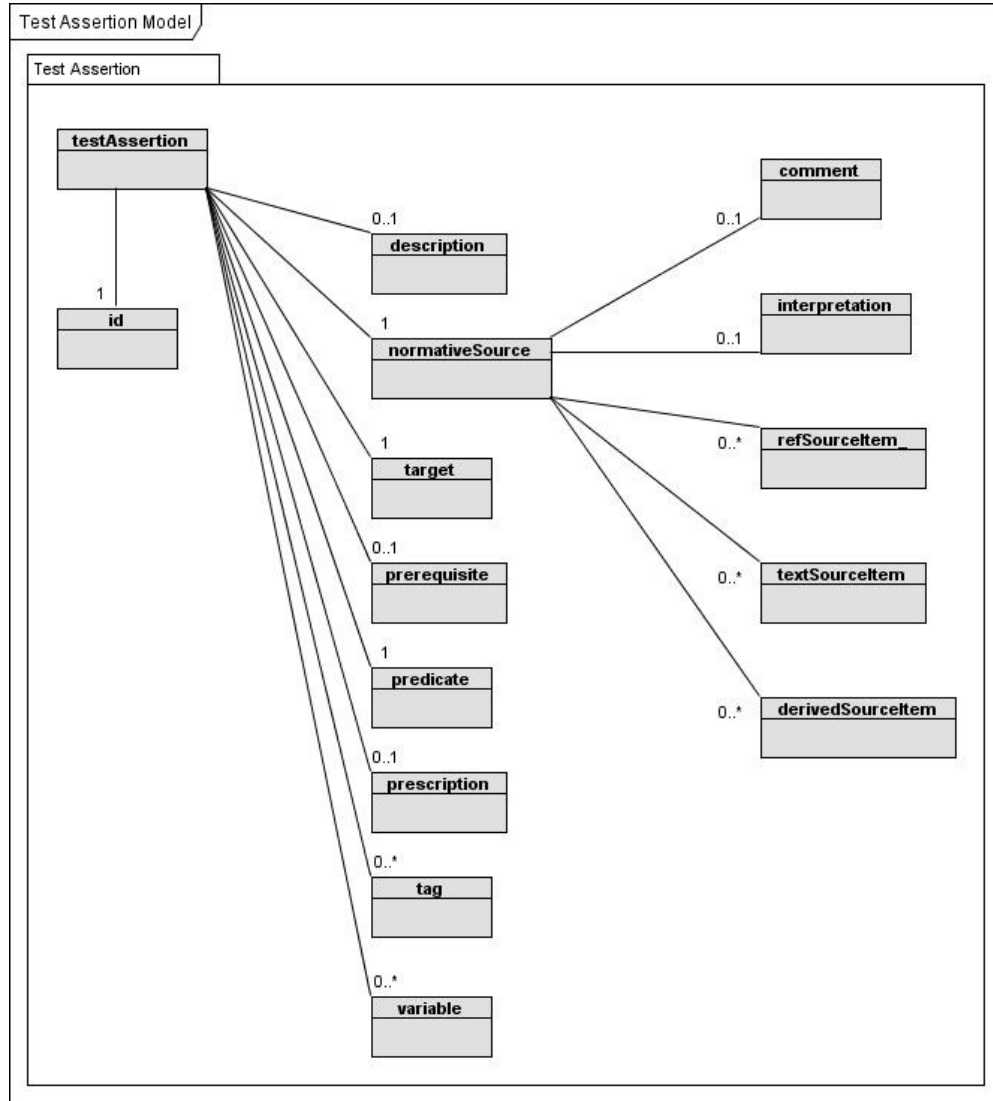 Test Assertion Model
Test Assertion
testAssertion
comment
0..1
0..1
description
1
id
interpretation
1
0..1
normativeSource
1
0..*
refSourceItem_
target
0..1
prerequisite
0..*
textSourceItem
1
predicate
0..*
derivedSourceItem
0..1
prescription
0..*
tag
0..*
variable